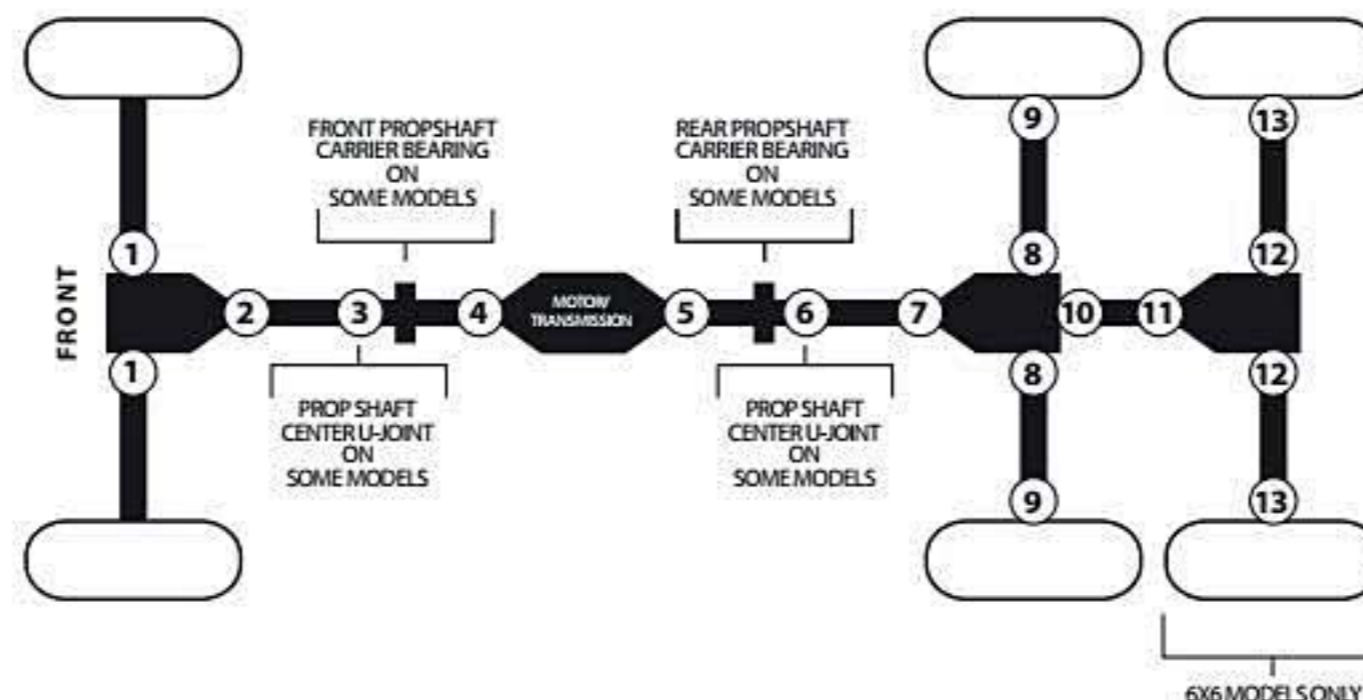 9
13
FRONT PROPSHAFT
CARRIER BEARING
ON
SOME MODELS
REAR PROPSHAFT
CARRIER BEARING
ON
SOME MODELS
1
8
12
FRONT
2
3
4
MOTOR/
TRANSMISSION
5
6
7
10
11
1
8
12
PROP SHAFT
CENTER U-JOINT
ON
SOME MODELS
PROP SHAFT
CENTER U-JOINT
ON
SOME MODELS
9
13
6X6 MODELS ONLY